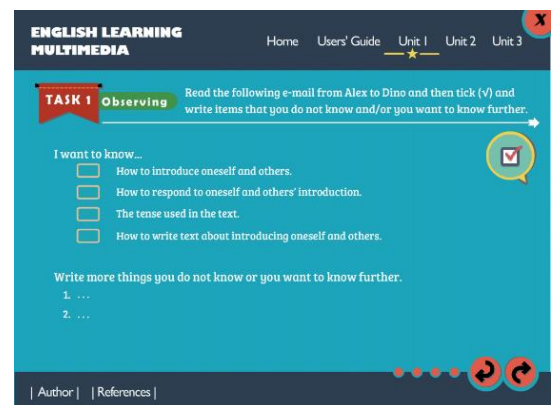 X
ENGLISH LEARNING
MULTIMEDIA
Home Users' Guide Unit 1 Unit 2 Unit 3
TASK 1 Observing
Read the following e-mail from Alex to Dino and then tick (√) and
write items that you do not know and/or you want to know further.
I want to know...
How to introduce oneself and others.
How to respond to oneself and others' introduction.
The tense used in the text.
How to write text about introducing oneself and others.
Write more things you do not know or you want to know further.
1. ...
2. ...
| Author | | References |